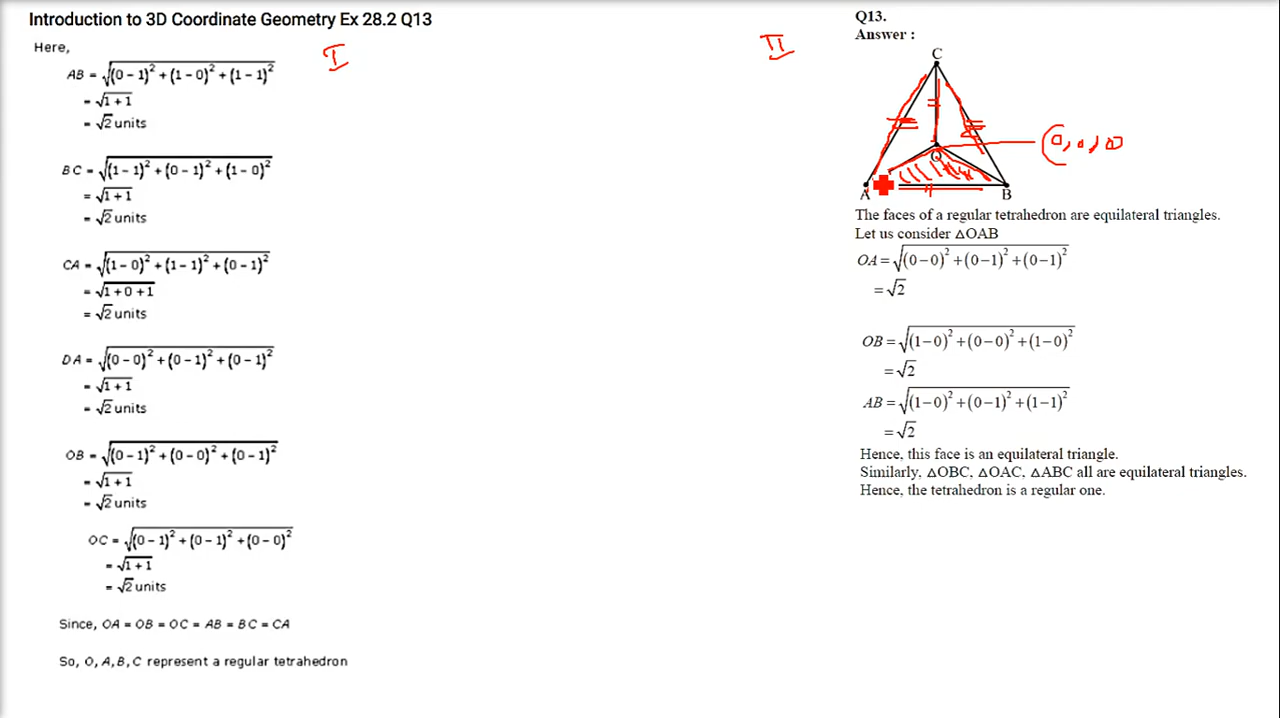 Introduction to 3D Coordinate Geometry Ex 28.2 Q13
Here,
I
AB = √((0 − 1)² + (1 − 0)² + (1 − 1)²)
= √(1 + 1)
= √2 units
BC = √((1 − 1)² + (0 − 1)² + (1 − 0)²)
= √(1 + 1)
= √2 units
CA = √((1 − 0)² + (1 − 1)² + (0 − 1)²)
= √(1 + 0 + 1)
= √2 units
DA = √((0 − 0)² + (0 − 1)² + (0 − 1)²)
= √(1 + 1)
= √2 units
OB = √((0 − 1)² + (0 − 0)² + (0 − 1)²)
= √(1 + 1)
= √2 units
OC = √((0 − 1)² + (0 − 1)² + (0 − 0)²)
= √(1 + 1)
= √2 units
Since, OA = OB = OC = AB = BC = CA
So, O, A, B, C represent a regular tetrahedron
II
Q13.
Answer :
C
O
(0, 0, 0)
A
B
The faces of a regular tetrahedron are equilateral triangles.
Let us consider △OAB
OA = √((0−0)² + (0−1)² + (0−1)²)
= √2
OB = √((1−0)² + (0−0)² + (1−0)²)
= √2
AB = √((1−0)² + (0−1)² + (1−1)²)
= √2
Hence, this face is an equilateral triangle.
Similarly, △OBC, △OAC, △ABC all are equilateral triangles.
Hence, the tetrahedron is a regular one.